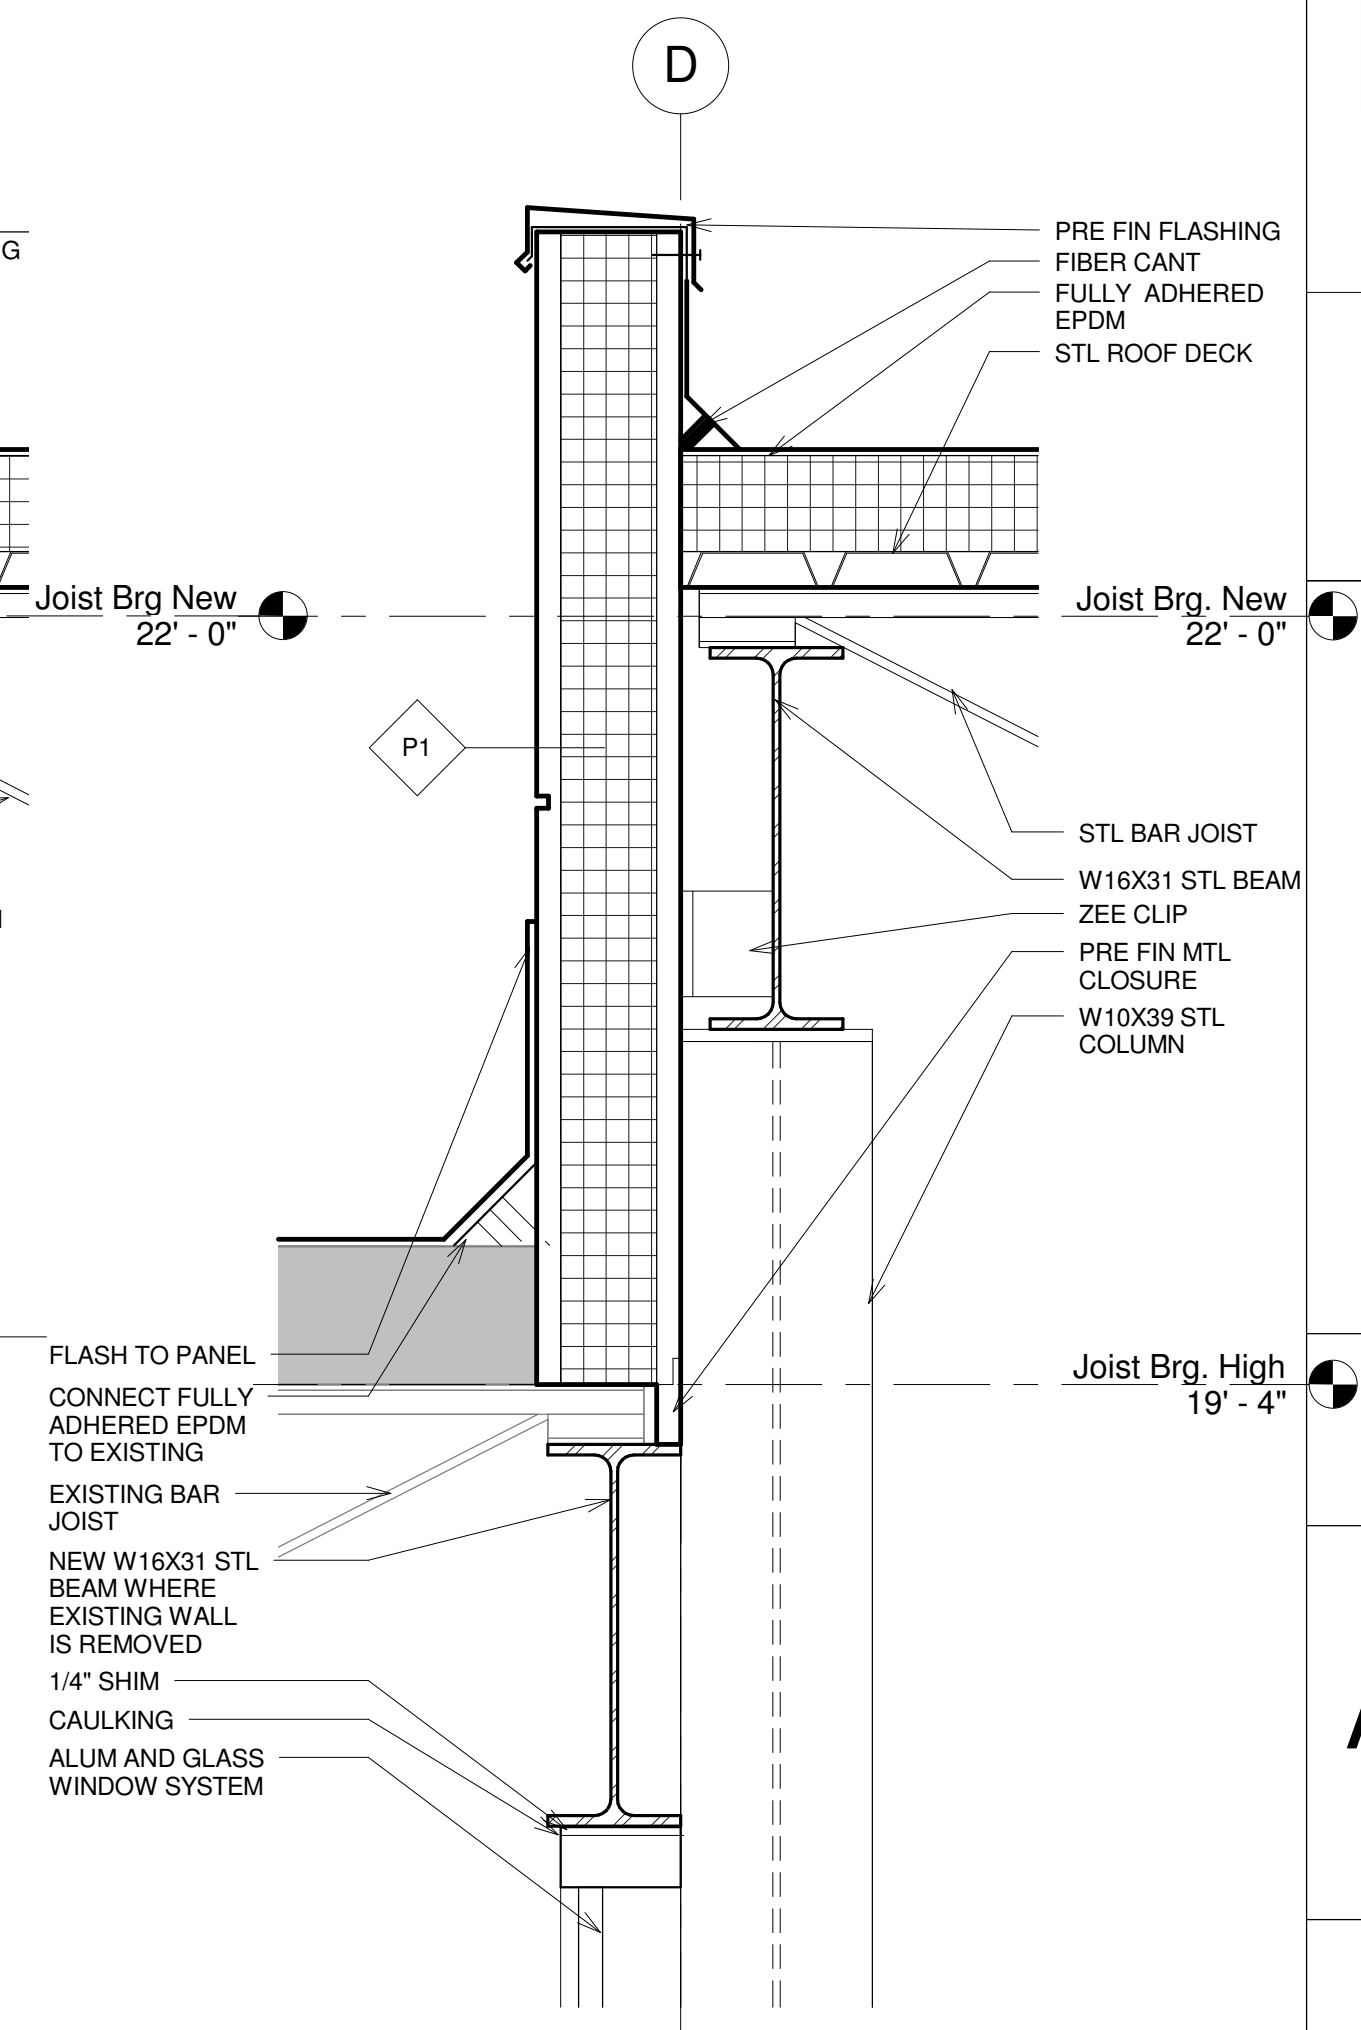 D
G
PRE FIN FLASHING
FIBER CANT
FULLY ADHERED
EPDM
STL ROOF DECK
Joist Brg New
22' - 0"
Joist Brg. New
22' - 0"
P1
STL BAR JOIST
W16X31 STL BEAM
ZEE CLIP
PRE FIN MTL
CLOSURE
W10X39 STL
COLUMN
FLASH TO PANEL
CONNECT FULLY
ADHERED EPDM
TO EXISTING
EXISTING BAR
JOIST
NEW W16X31 STL
BEAM WHERE
EXISTING WALL
IS REMOVED
1/4" SHIM
CAULKING
ALUM AND GLASS
WINDOW SYSTEM
Joist Brg. High
19' - 4"